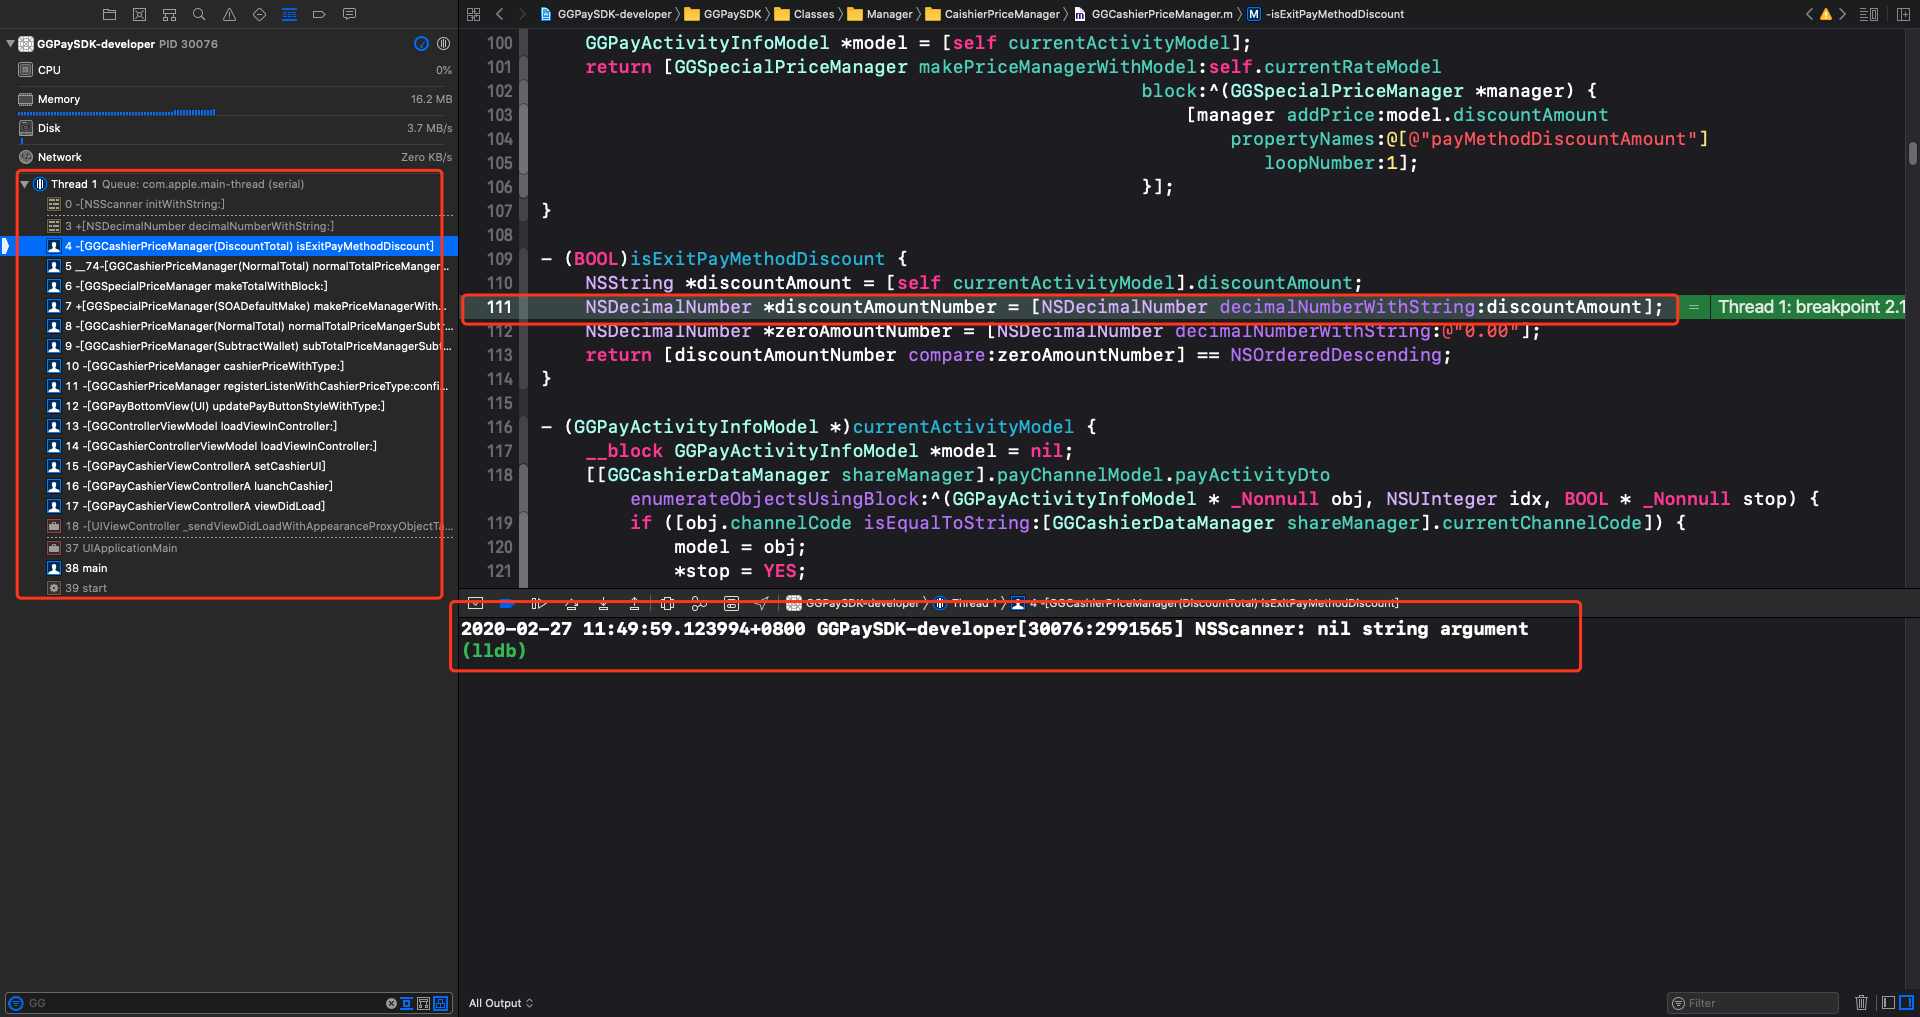 GGPaySDK-developer PID 30076
CPU 0%
Memory 16.2 MB
Disk 3.7 MB/s
Network Zero KB/s
Thread 1 Queue: com.apple.main-thread (serial)
0 -[NSScanner initWithString:]
3 +[NSDecimalNumber decimalNumberWithString:]
4 -[GGCashierPriceManager(DiscountTotal) isExitPayMethodDiscount]
5 __74-[GGCashierPriceManager(NormalTotal) normalTotalPriceManger...
6 -[GGSpecialPriceManager makeTotalWithBlock:]
7 +[GGSpecialPriceManager(SOADefaultMake) makePriceManagerWith...
8 -[GGCashierPriceManager(NormalTotal) normalTotalPriceMangerSubtr...
9 -[GGCashierPriceManager(SubtractWallet) subTotalPriceManagerSubt...
10 -[GGCashierPriceManager cashierPriceWithType:]
11 -[GGCashierPriceManager registerListenWithCashierPriceType:confi...
12 -[GGPayBottomView(UI) updatePayButtonStyleWithType:]
13 -[GGControllerViewModel loadViewInController:]
14 -[GGCashierControllerViewModel loadViewInController:]
15 -[GGPayCashierViewControllerA setCashierUI]
16 -[GGPayCashierViewControllerA luanchCashier]
17 -[GGPayCashierViewControllerA viewDidLoad]
18 -[UIViewController _sendViewDidLoadWithAppearanceProxyObjectTa...
37 UIApplicationMain
38 main
39 start
GG
GGPaySDK-developer GGPaySDK Classes Manager CaishierPriceManager GGCashierPriceManager.m M -isExitPayMethodDiscount
100 GGPayActivityInfoModel *model = [self currentActivityModel];
101 return [GGSpecialPriceManager makePriceManagerWithModel:self.currentRateModel
102 block:^(GGSpecialPriceManager *manager) {
103 [manager addPrice:model.discountAmount
104 propertyNames:@[@"payMethodDiscountAmount"]
105 loopNumber:1];
106 }];
107 }
108
109 - (BOOL)isExitPayMethodDiscount {
110 NSString *discountAmount = [self currentActivityModel].discountAmount;
111 NSDecimalNumber *discountAmountNumber = [NSDecimalNumber decimalNumberWithString:discountAmount]; = Thread 1: breakpoint 2.1
112 NSDecimalNumber *zeroAmountNumber = [NSDecimalNumber decimalNumberWithString:@"0.00"];
113 return [discountAmountNumber compare:zeroAmountNumber] == NSOrderedDescending;
114 }
115
116 - (GGPayActivityInfoModel *)currentActivityModel {
117 __block GGPayActivityInfoModel *model = nil;
118 [[GGCashierDataManager shareManager].payChannelModel.payActivityDto
enumerateObjectsUsingBlock:^(GGPayActivityInfoModel * _Nonnull obj, NSUInteger idx, BOOL * _Nonnull stop) {
119 if ([obj.channelCode isEqualToString:[GGCashierDataManager shareManager].currentChannelCode]) {
120 model = obj;
121 *stop = YES;
GGPaySDK-developer Thread 1 4 -[GGCashierPriceManager(DiscountTotal) isExitPayMethodDiscount]
2020-02-27 11:49:59.123994+0800 GGPaySDK-developer[30076:2991565] NSScanner: nil string argument
(lldb)
All Output
Filter